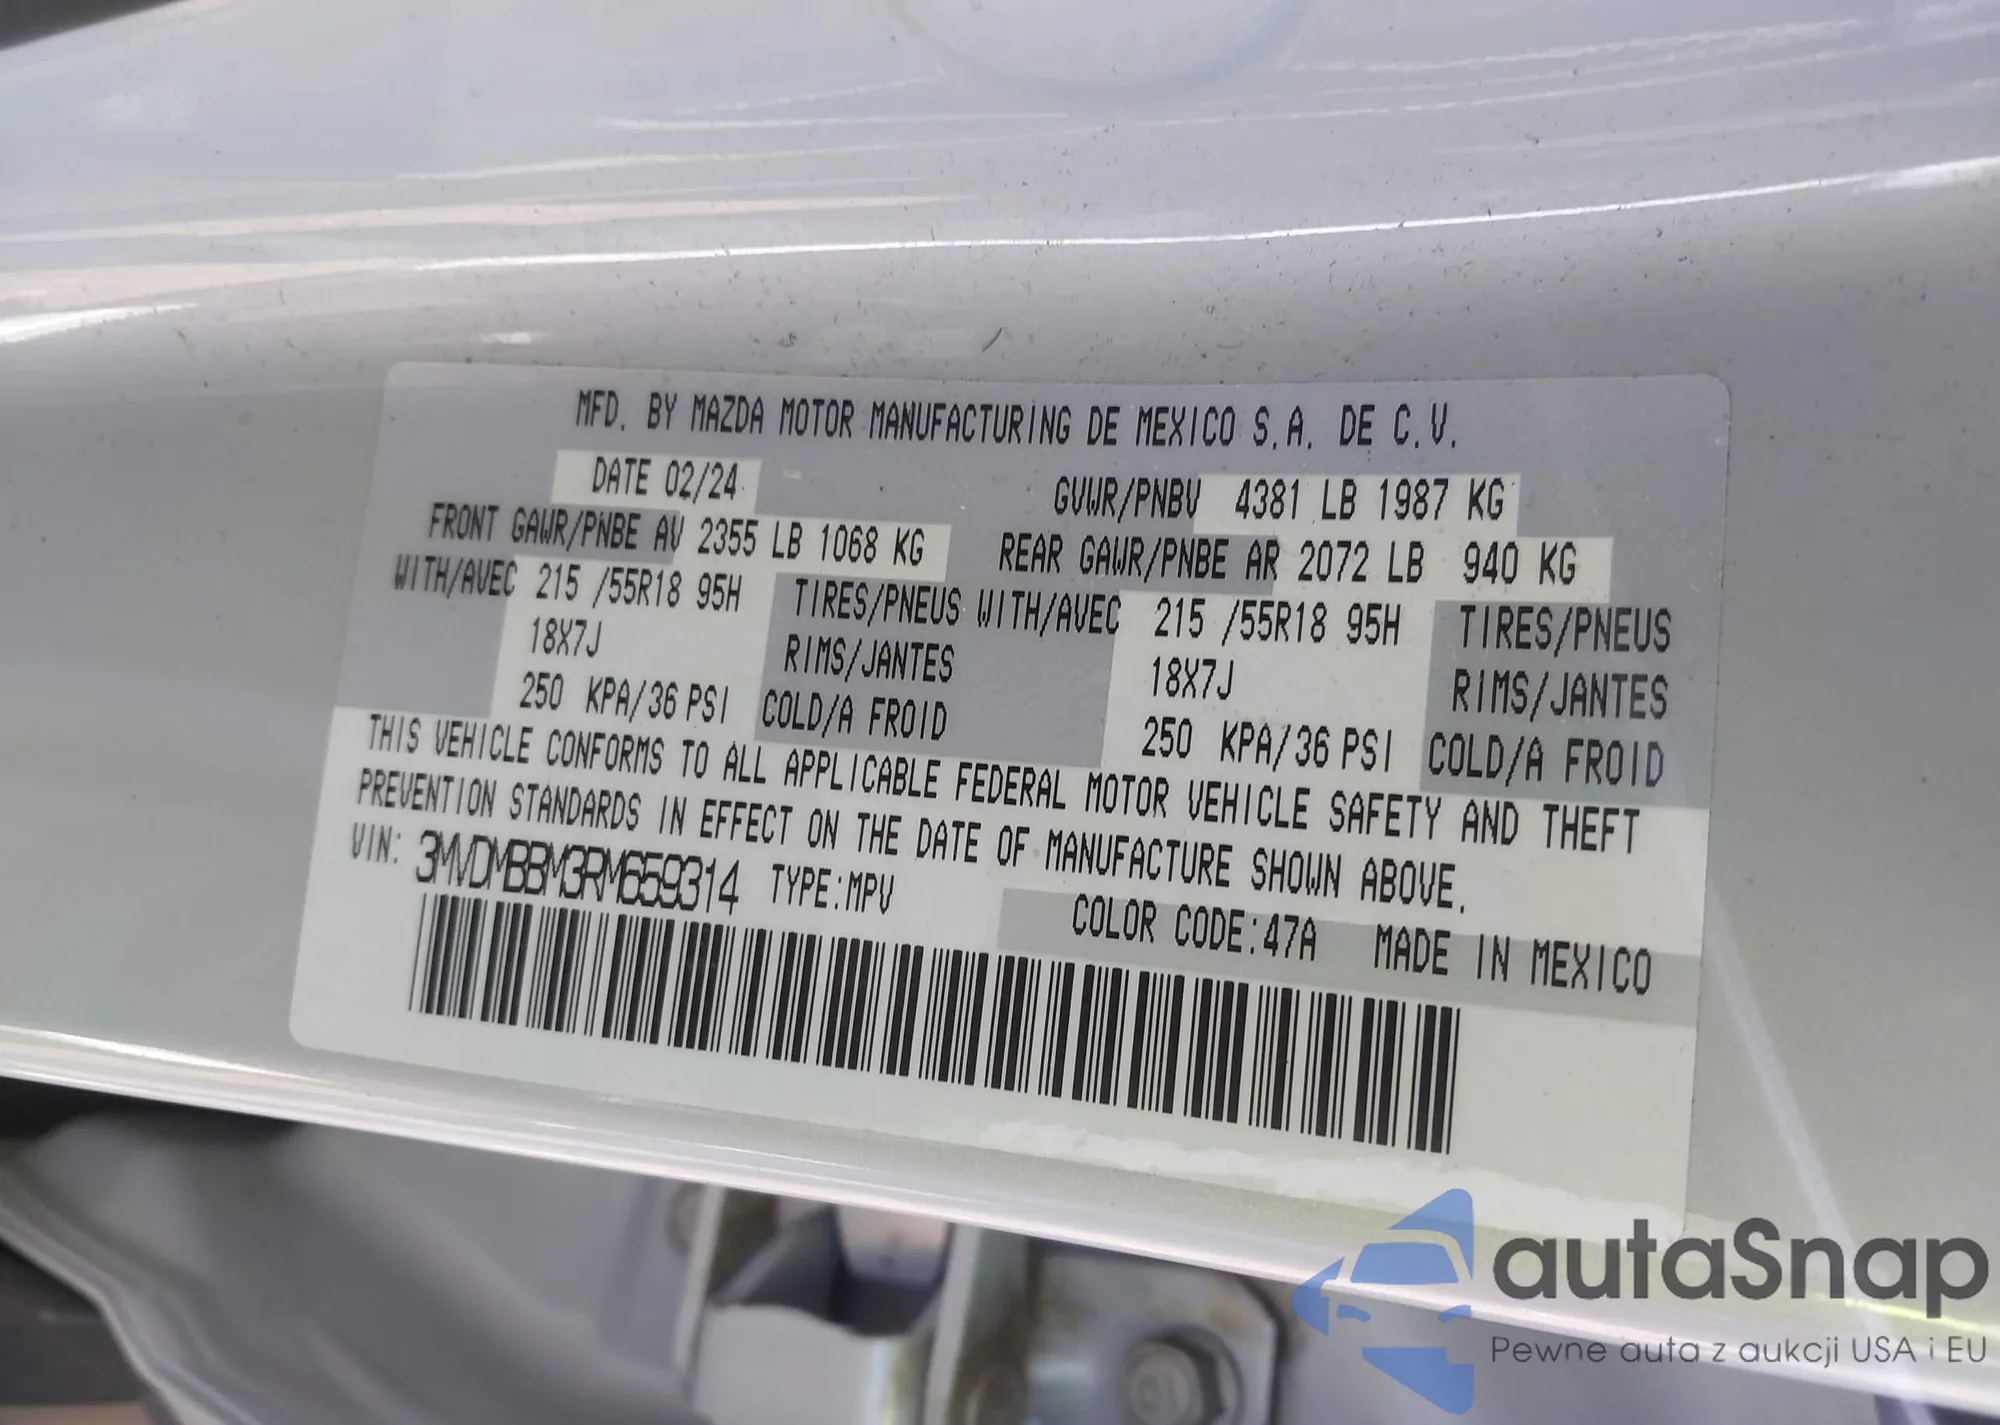 MFD. BY MAZDA MOTOR MANUFACTURING DE MEXICO S.A. DE C.V.
DATE 02/24 GVWR/PNBV 4381 LB 1987 KG
FRONT GAWR/PNBE AV 2355 LB 1068 KG REAR GAWR/PNBE AR 2072 LB 940 KG
WITH/AVEC 215 /55R18 95H TIRES/PNEUS WITH/AVEC 215 /55R18 95H TIRES/PNEUS
18X7J RIMS/JANTES 18X7J RIMS/JANTES
250 KPA/36 PSI COLD/A FROID 250 KPA/36 PSI COLD/A FROID
THIS VEHICLE CONFORMS TO ALL APPLICABLE FEDERAL MOTOR VEHICLE SAFETY AND THEFT
PREVENTION STANDARDS IN EFFECT ON THE DATE OF MANUFACTURE SHOWN ABOVE.
VIN: 3MVDMBBM3RM659314 TYPE:MPV
COLOR CODE:47A MADE IN MEXICO
autaSnap
Pewne auta z aukcji USA i EU